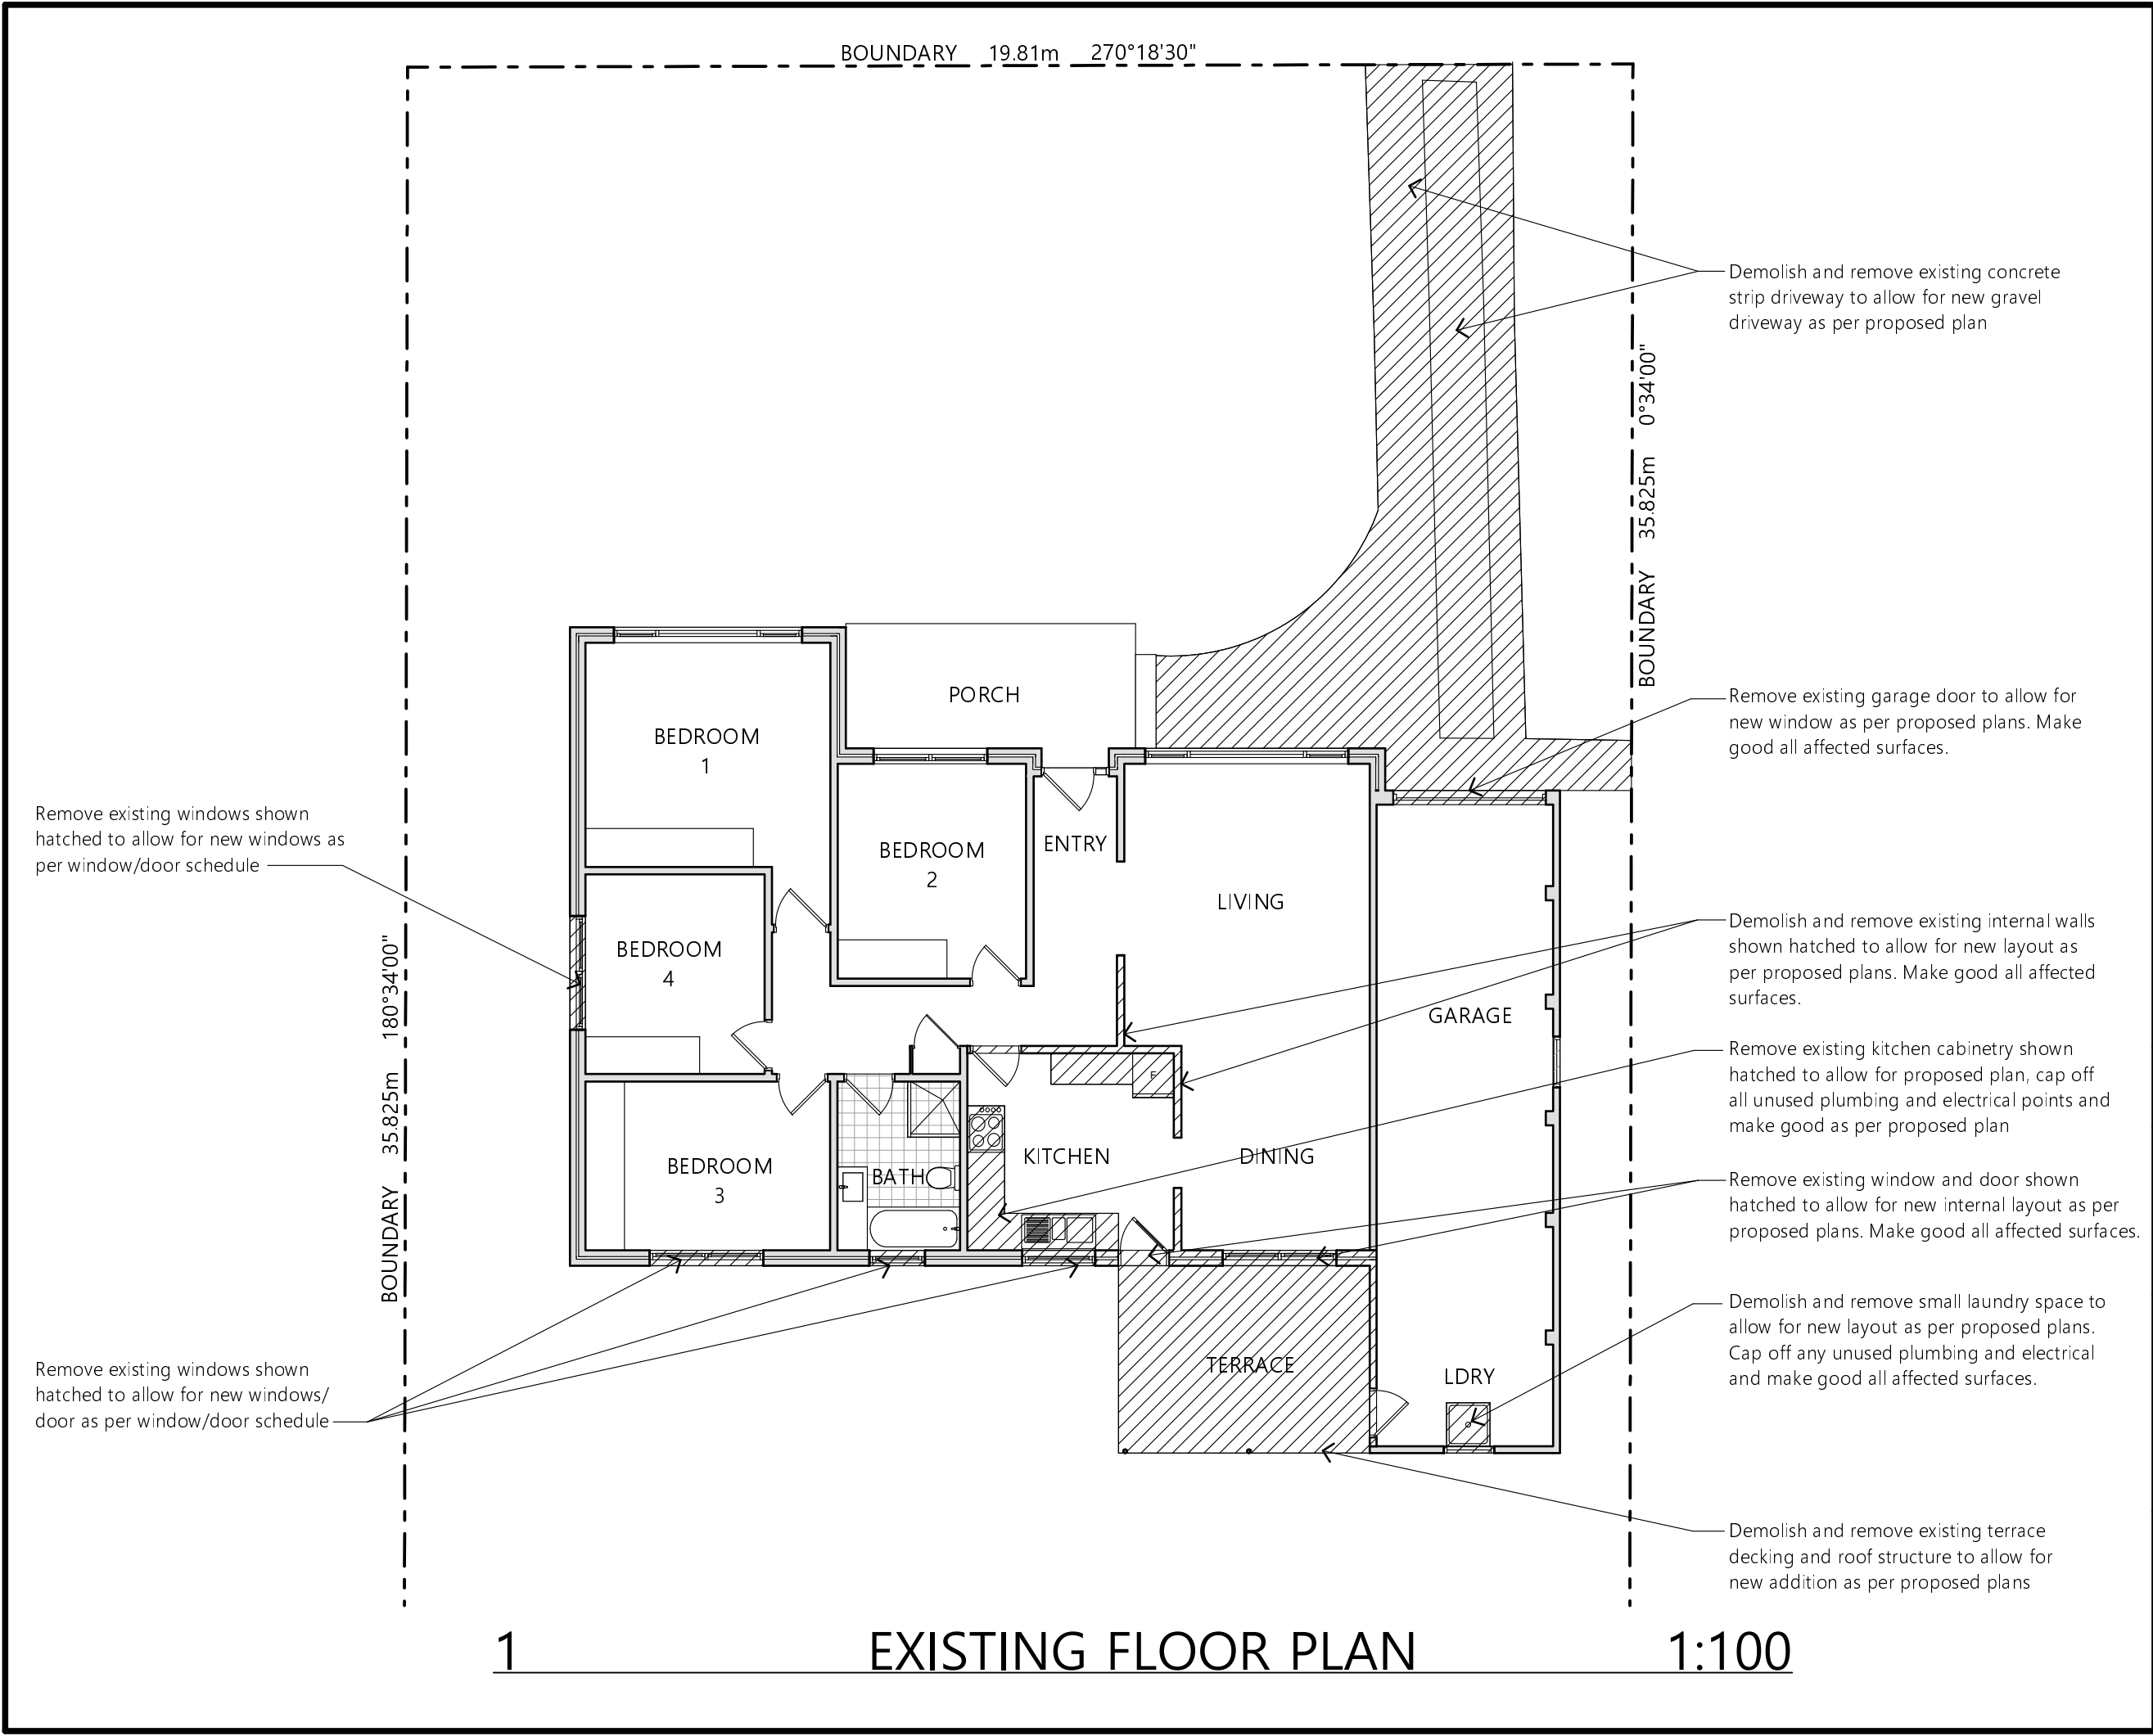 BOUNDARY 19.81m 270°18'30"
Demolish and remove existing concrete
strip driveway to allow for new gravel
driveway as per proposed plan
BOUNDARY 35.825m 0°34'00"
Remove existing garage door to allow for
new window as per proposed plans. Make
good all affected surfaces.
PORCH
BEDROOM
1
Remove existing windows shown
hatched to allow for new windows as
per window/door schedule
ENTRY
BEDROOM
2
LIVING
Demolish and remove existing internal walls
shown hatched to allow for new layout as
per proposed plans. Make good all affected
surfaces.
BEDROOM
4
GARAGE
BOUNDARY 35.825m 180°34'00"
Remove existing kitchen cabinetry shown
hatched to allow for proposed plan, cap off
all unused plumbing and electrical points and
make good as per proposed plan
F
KITCHEN
DINING
BEDROOM
3
BATH
Remove existing window and door shown
hatched to allow for new internal layout as per
proposed plans. Make good all affected surfaces.
Demolish and remove small laundry space to
allow for new layout as per proposed plans.
Cap off any unused plumbing and electrical
and make good all affected surfaces.
TERRACE
LDRY
Remove existing windows shown
hatched to allow for new windows/
door as per window/door schedule
Demolish and remove existing terrace
decking and roof structure to allow for
new addition as per proposed plans
1 EXISTING FLOOR PLAN 1:100